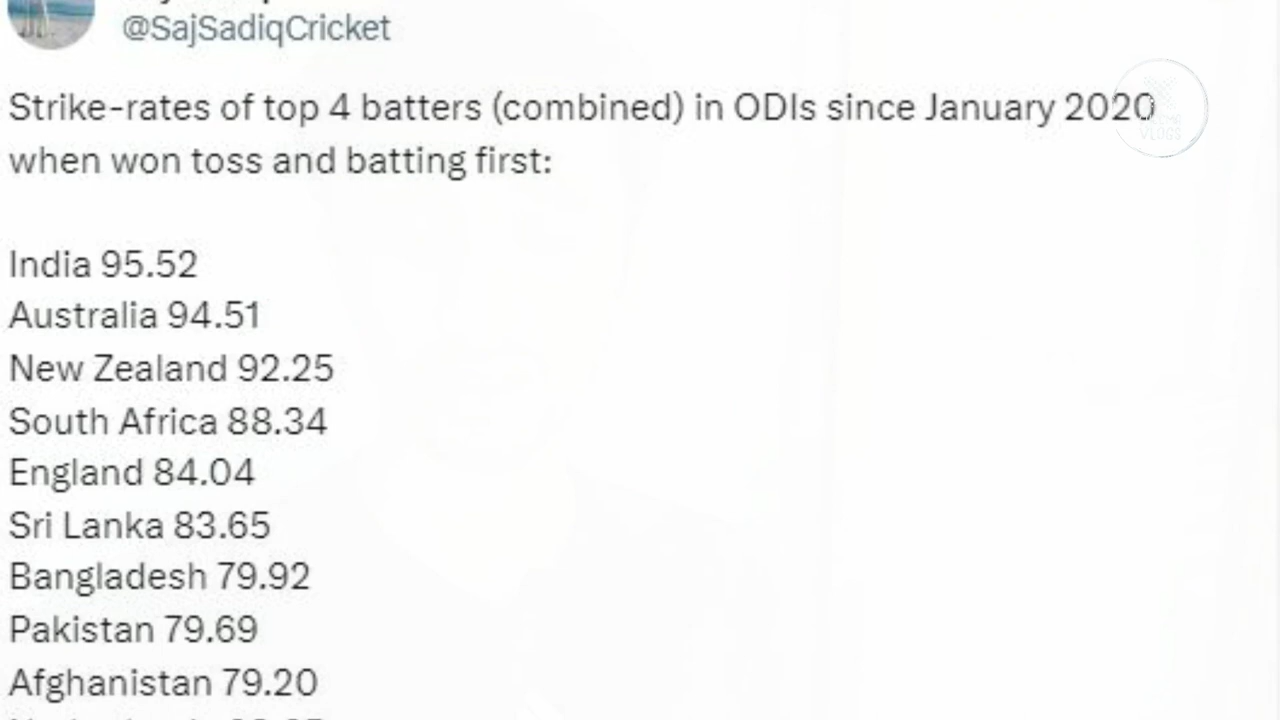 @SajSadiqCricket
Strike-rates of top 4 batters (combined) in ODIs since January 2020
when won toss and batting first:
India 95.52
Australia 94.51
New Zealand 92.25
South Africa 88.34
England 84.04
Sri Lanka 83.65
Bangladesh 79.92
Pakistan 79.69
Afghanistan 79.20
VLOGS